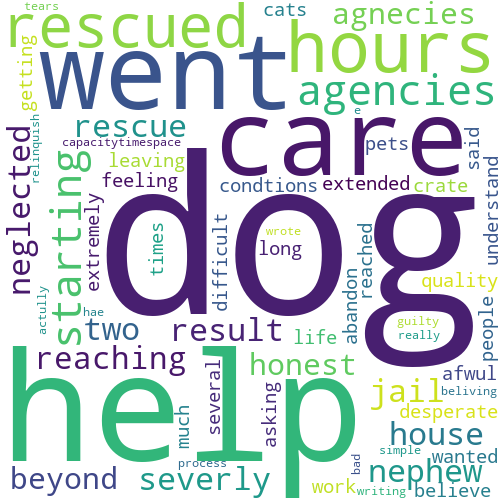 tears
cats
agnecies
rescued
went
hours
getting
agencies
rescue
care
pets
said
relinquish
capacitytimespace
e
neglected
leaving
feeling
condtions
extended
crate
understand
starting
extremely
times
dog
difficult
wrote
long
abandon
reached
quality
people
actully
hae
two
result
life
guilty
really
reaching
help
honest
afwul
jail
beliving
desperate
much
several
asking
house
wanted
simple
bad
process
nephew
beyond
severly
work
writing
believe